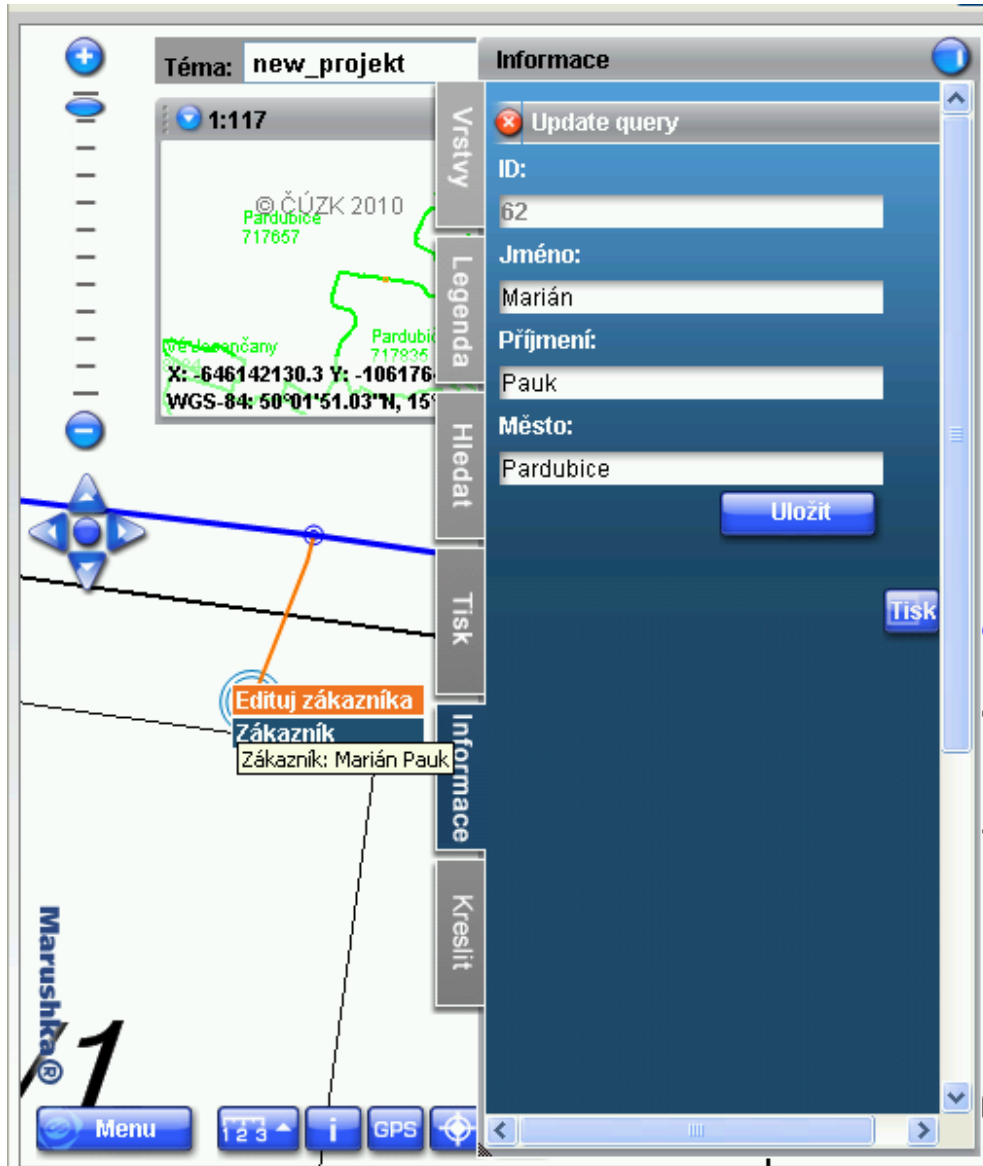 Téma: new_projekt
1:117
© ČÚZK 2010
Pardubice
717657
Pardubi
717835
X: -646142130.3 Y: -106176
WGS-84: 50°01'51.03"N, 15°
Edituj zákazníka
Zákazník
Zákazník: Marián Pauk
Marushka®
/1
Menu
1 2 3
i
GPS
Vrstvy
Legenda
Hledat
Tisk
Informace
Kreslit
Informace
Update query
ID:
62
Jméno:
Marián
Příjmení:
Pauk
Město:
Pardubice
Uložit
Tisk